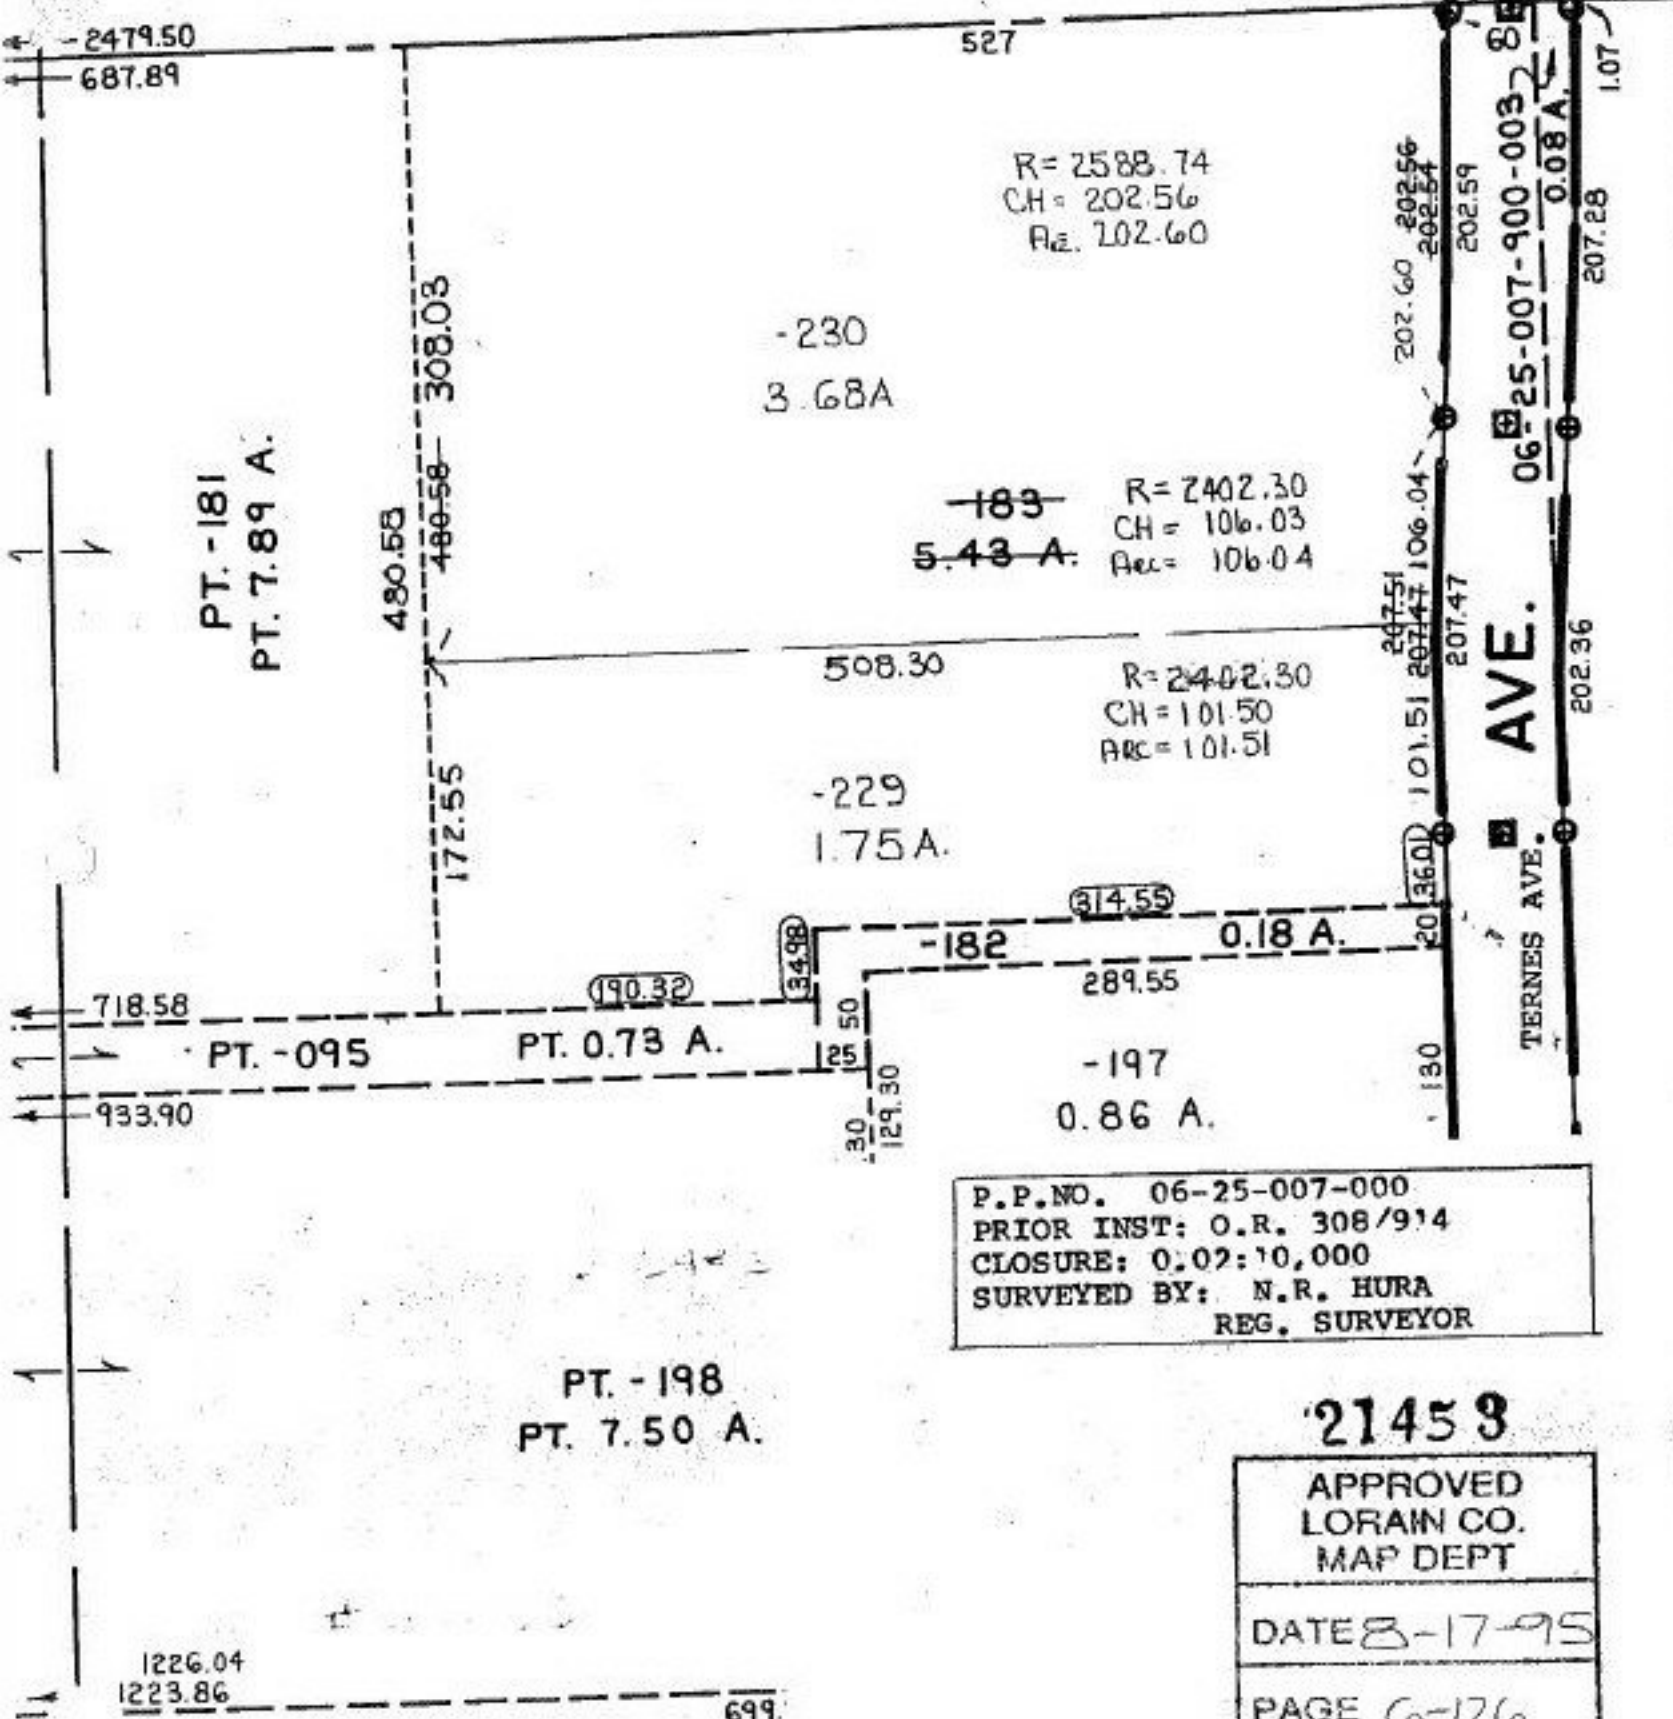 2479.50
687.89
527
8
1.07
06-25-007-900-003
0.08 A.
207.28
R= 2588.74
CH= 202.56
Arc. 202.60
202.56
202.54
202.60
202.59
308.03
-230
3.68A
PT. -181
PT. 7.89 A.
480.58
480.58
-183
5.43 A.
R= 2402.30
CH= 106.03
Arc= 106.04
106.04
207.51
207.47
207.47
202.36
AVE.
508.30
R= 2402.30
CH=101.50
ARC=101.51
101.51
172.55
-229
1.75 A.
36.01
20
TERNES AVE.
314.55
-182
0.18 A.
34.98
190.32
289.55
718.58
PT. -095
PT. 0.73 A.
50
25
-197
0.86 A.
130
933.90
.30
129.30
P.P.NO. 06-25-007-000
PRIOR INST: O.R. 308/914
CLOSURE: 0.02:10,000
SURVEYED BY: N.R. HURA
REG. SURVEYOR
PT. -198
PT. 7.50 A.
21453
APPROVED
LORAIN CO.
MAP DEPT
DATE 8-17-95
PAGE 6-126
1226.04
1223.86
699.